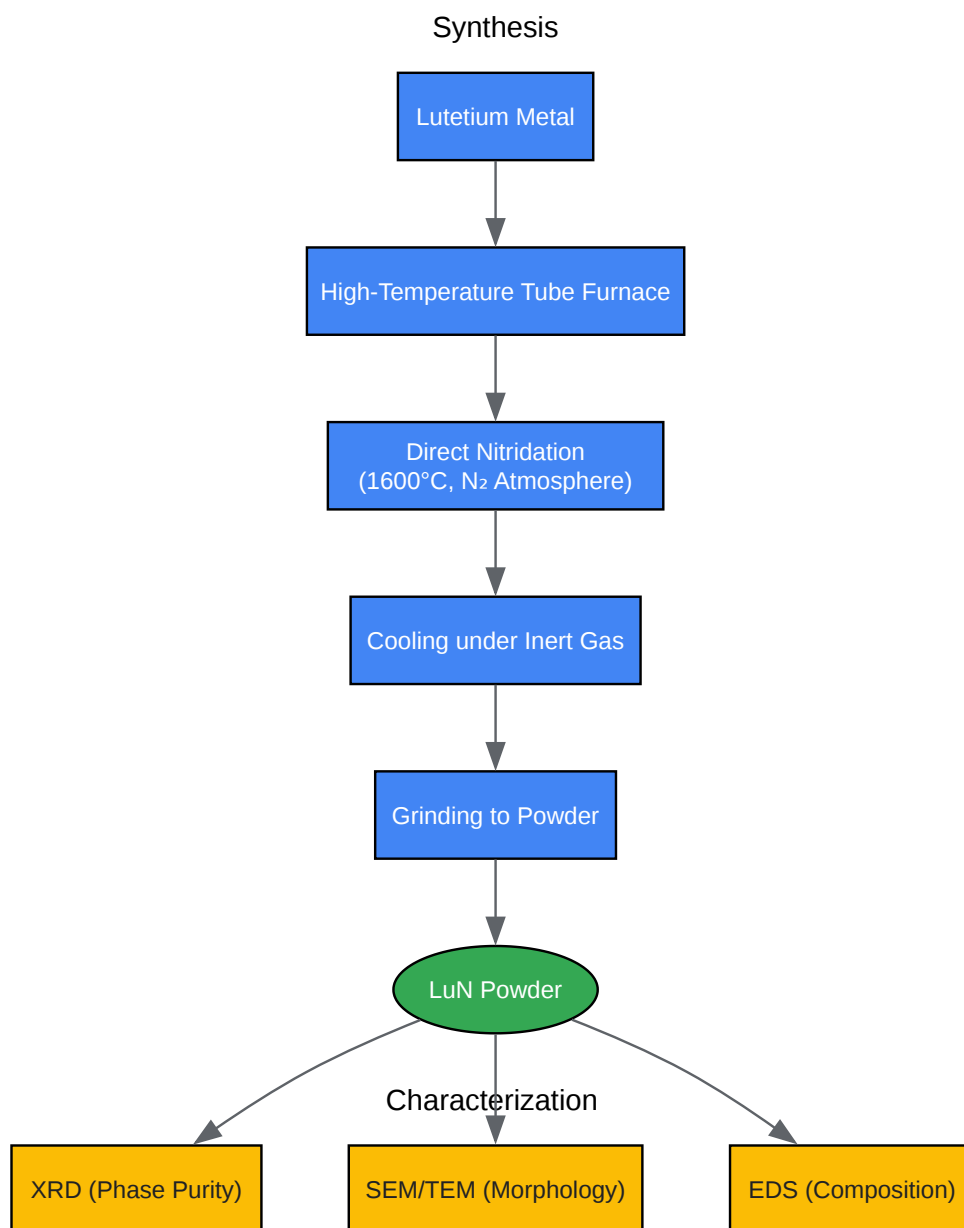 Synthesis
Lutetium Metal
High-Temperature Tube Furnace
Direct Nitridation
(1600°C, N₂ Atmosphere)
Cooling under Inert Gas
Grinding to Powder
LuN Powder
Characterization
XRD (Phase Purity)
SEM/TEM (Morphology)
EDS (Composition)